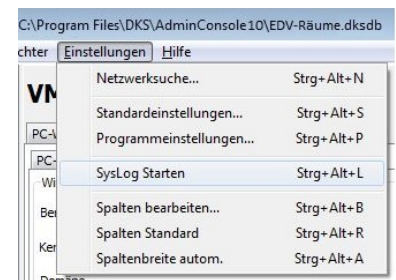 C:\Program Files\DKS\AdminConsole10\EDV-Räume.dksdb
chter Einstellungen Hilfe
Netzwerksuche... Strg+Alt+N
Standardeinstellungen... Strg+Alt+S
Programmeinstellungen... Strg+Alt+P
SysLog Starten Strg+Alt+L
Spalten bearbeiten... Strg+Alt+B
Spalten Standard Strg+Alt+R
Spaltenbreite autom. Strg+Alt+A
VM
PC-
PC-
Wi
Ber
Ker